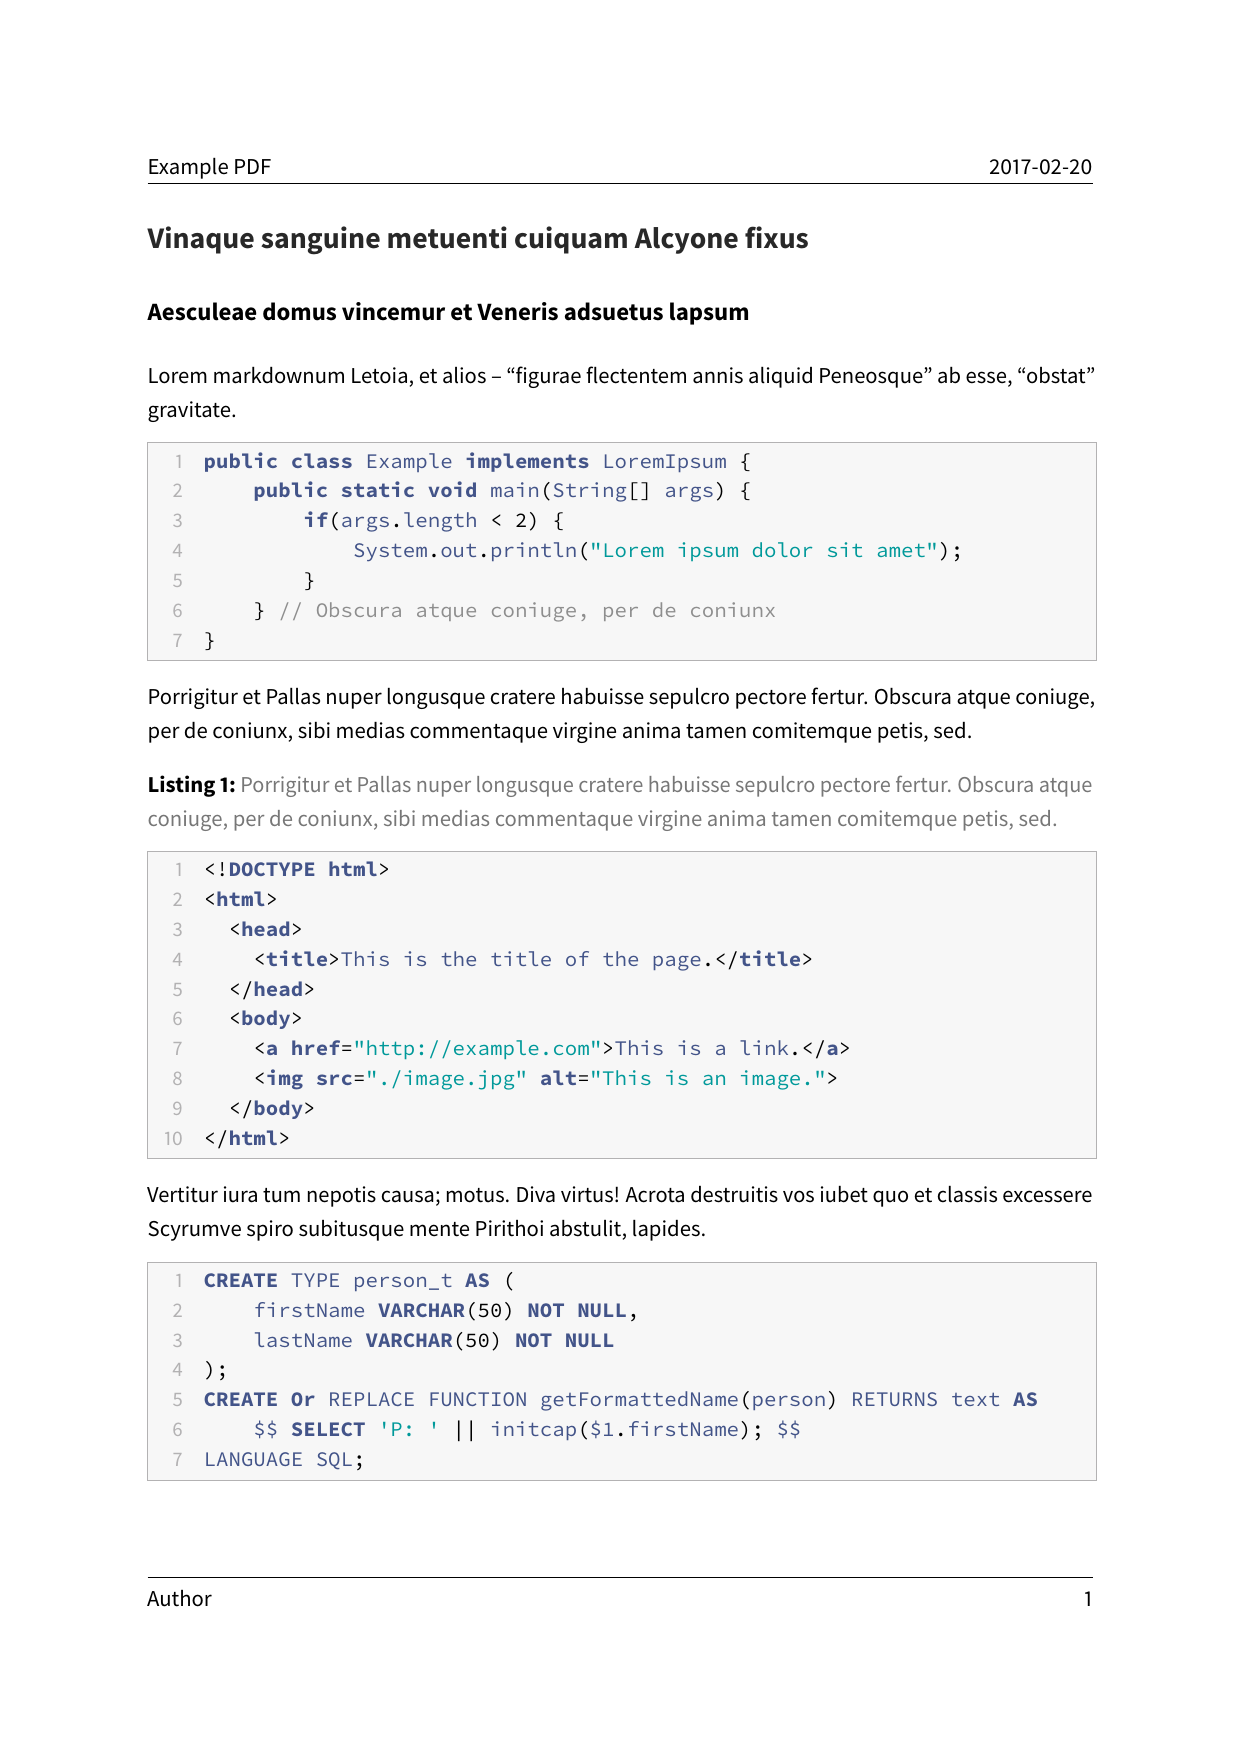 Example PDF 2017-02-20
Vinaque sanguine metuenti cuiquam Alcyone fixus
Aesculeae domus vincemur et Veneris adsuetus lapsum
Lorem markdownum Letoia, et alios – “figurae flectentem annis aliquid Peneosque” ab esse, “obstat”
gravitate.
1 public class Example implements LoremIpsum {
2     public static void main(String[] args) {
3         if(args.length < 2) {
4             System.out.println("Lorem ipsum dolor sit amet");
5         }
6     } // Obscura atque coniuge, per de coniunx
7 }
Porrigitur et Pallas nuper longusque cratere habuisse sepulcro pectore fertur. Obscura atque coniuge,
per de coniunx, sibi medias commentaque virgine anima tamen comitemque petis, sed.
Listing 1: Porrigitur et Pallas nuper longusque cratere habuisse sepulcro pectore fertur. Obscura atque
coniuge, per de coniunx, sibi medias commentaque virgine anima tamen comitemque petis, sed.
1 <!DOCTYPE html>
2 <html>
3   <head>
4     <title>This is the title of the page.</title>
5   </head>
6   <body>
7     <a href="http://example.com">This is a link.</a>
8     <img src="./image.jpg" alt="This is an image.">
9   </body>
10 </html>
Vertitur iura tum nepotis causa; motus. Diva virtus! Acrota destruitis vos iubet quo et classis excessere
Scyrumve spiro subitusque mente Pirithoi abstulit, lapides.
1 CREATE TYPE person_t AS (
2     firstName VARCHAR(50) NOT NULL,
3     lastName VARCHAR(50) NOT NULL
4 );
5 CREATE Or REPLACE FUNCTION getFormattedName(person) RETURNS text AS
6     $$ SELECT 'P: ' || initcap($1.firstName); $$
7 LANGUAGE SQL;
Author 1